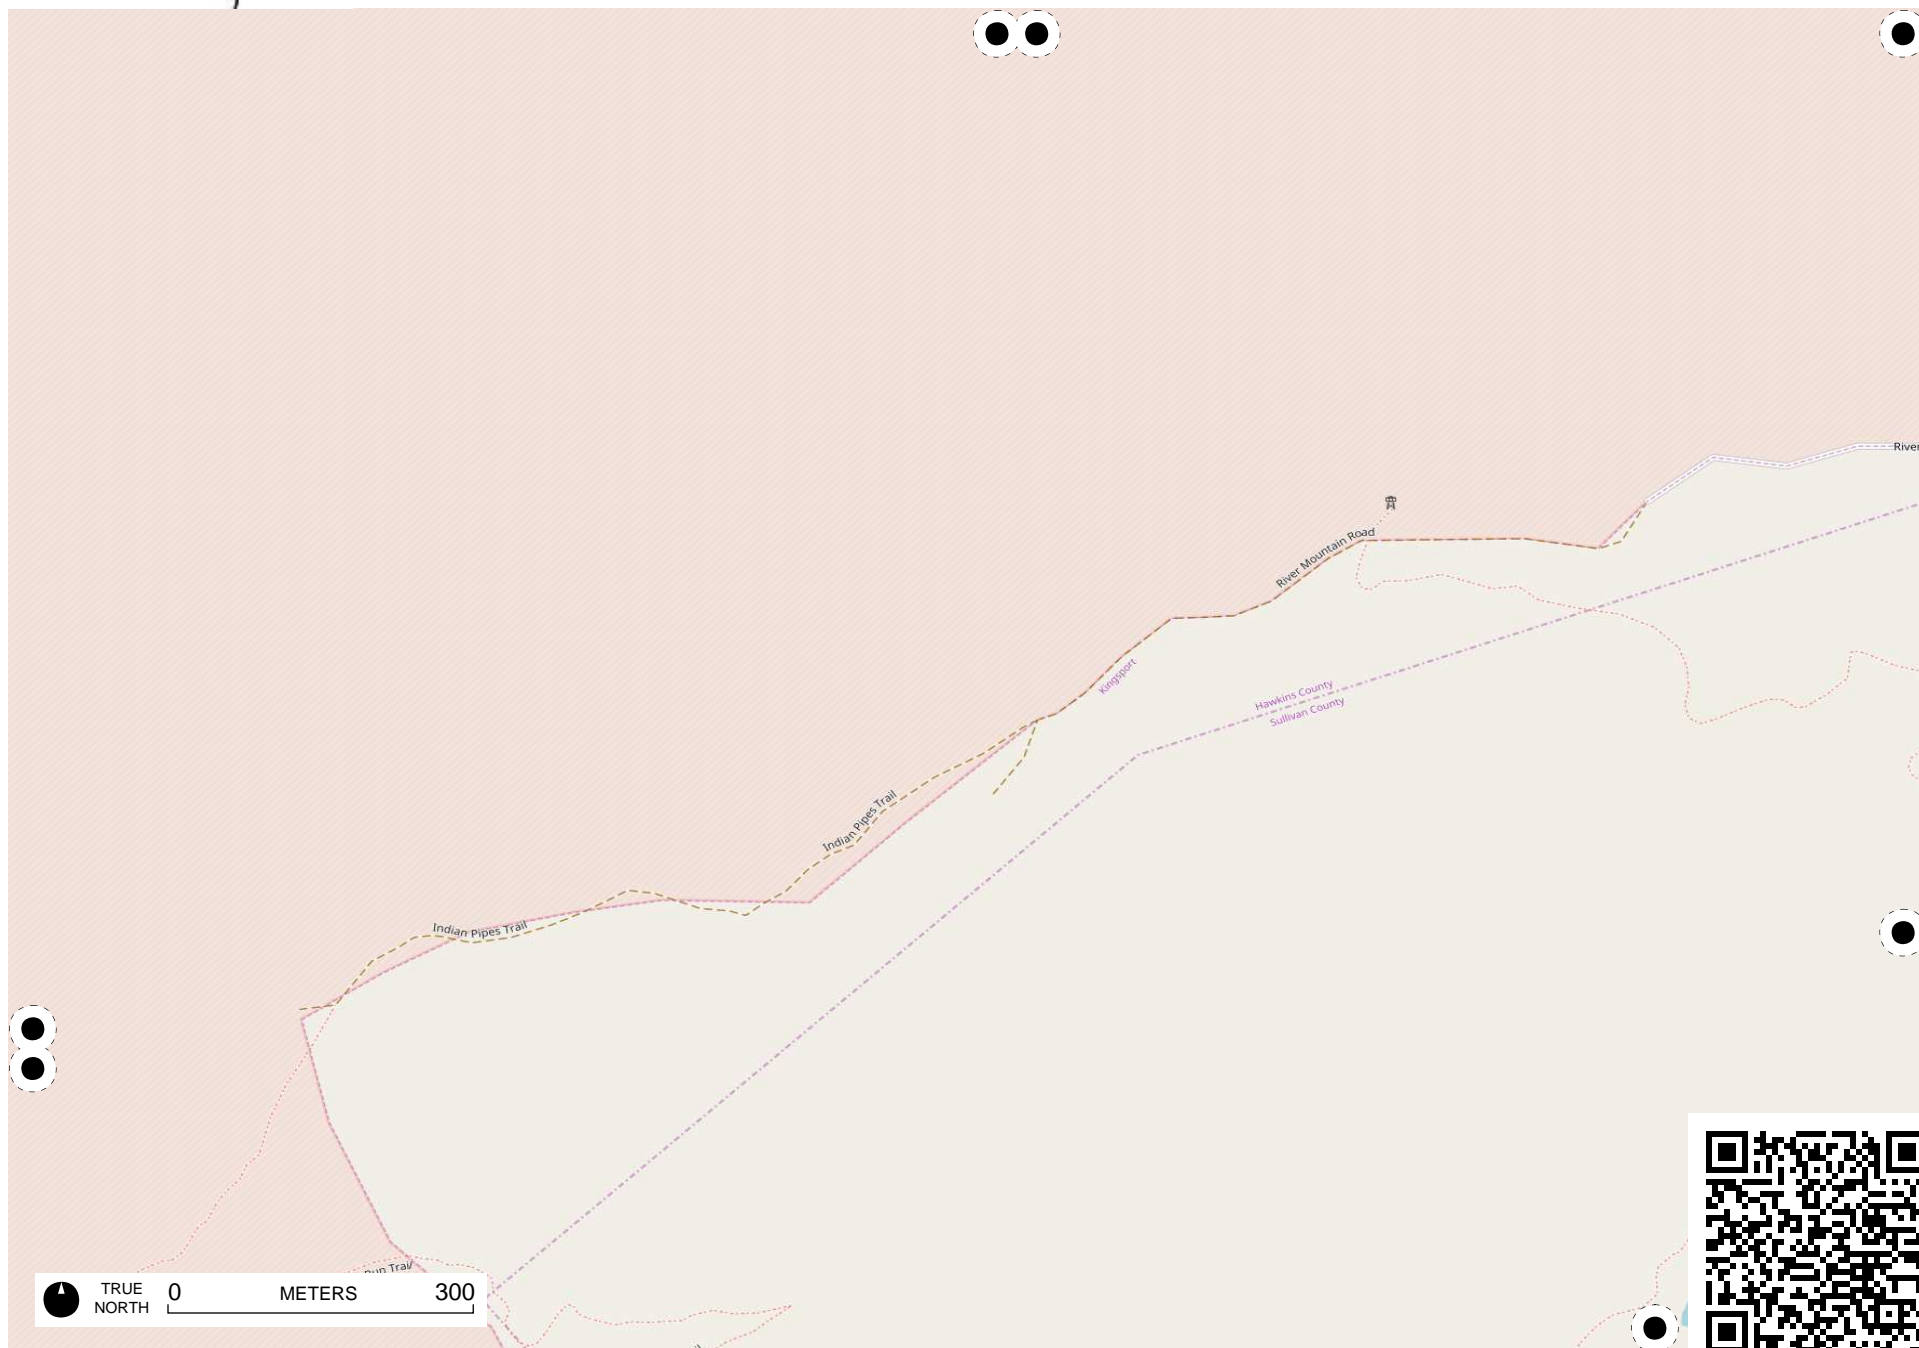 River
River Mountain Road
Kingsport
Hawkins County
Sullivan County
Indian Pipes Trail
Indian Pipes Trail
Trail
TRUE
NORTH
0 METERS 300